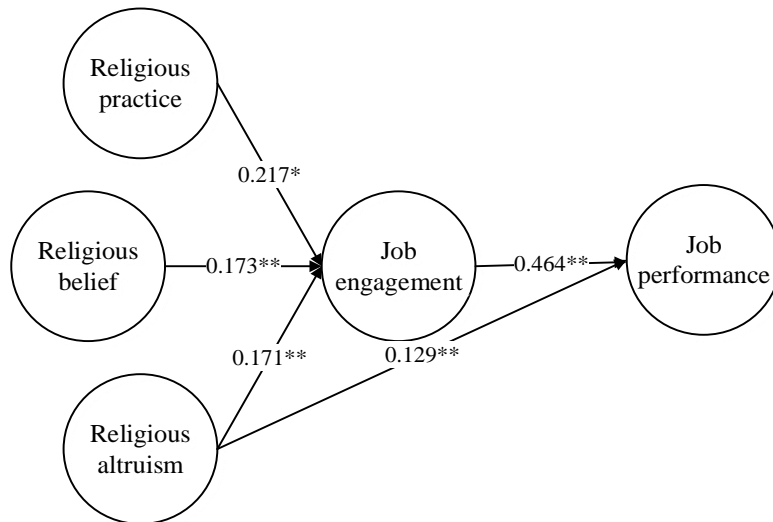 Religious
practice
0.217*
Religious
belief
0.173**
Job
engagement
0.464**
Job
performance
0.171**
0.129**
Religious
altruism